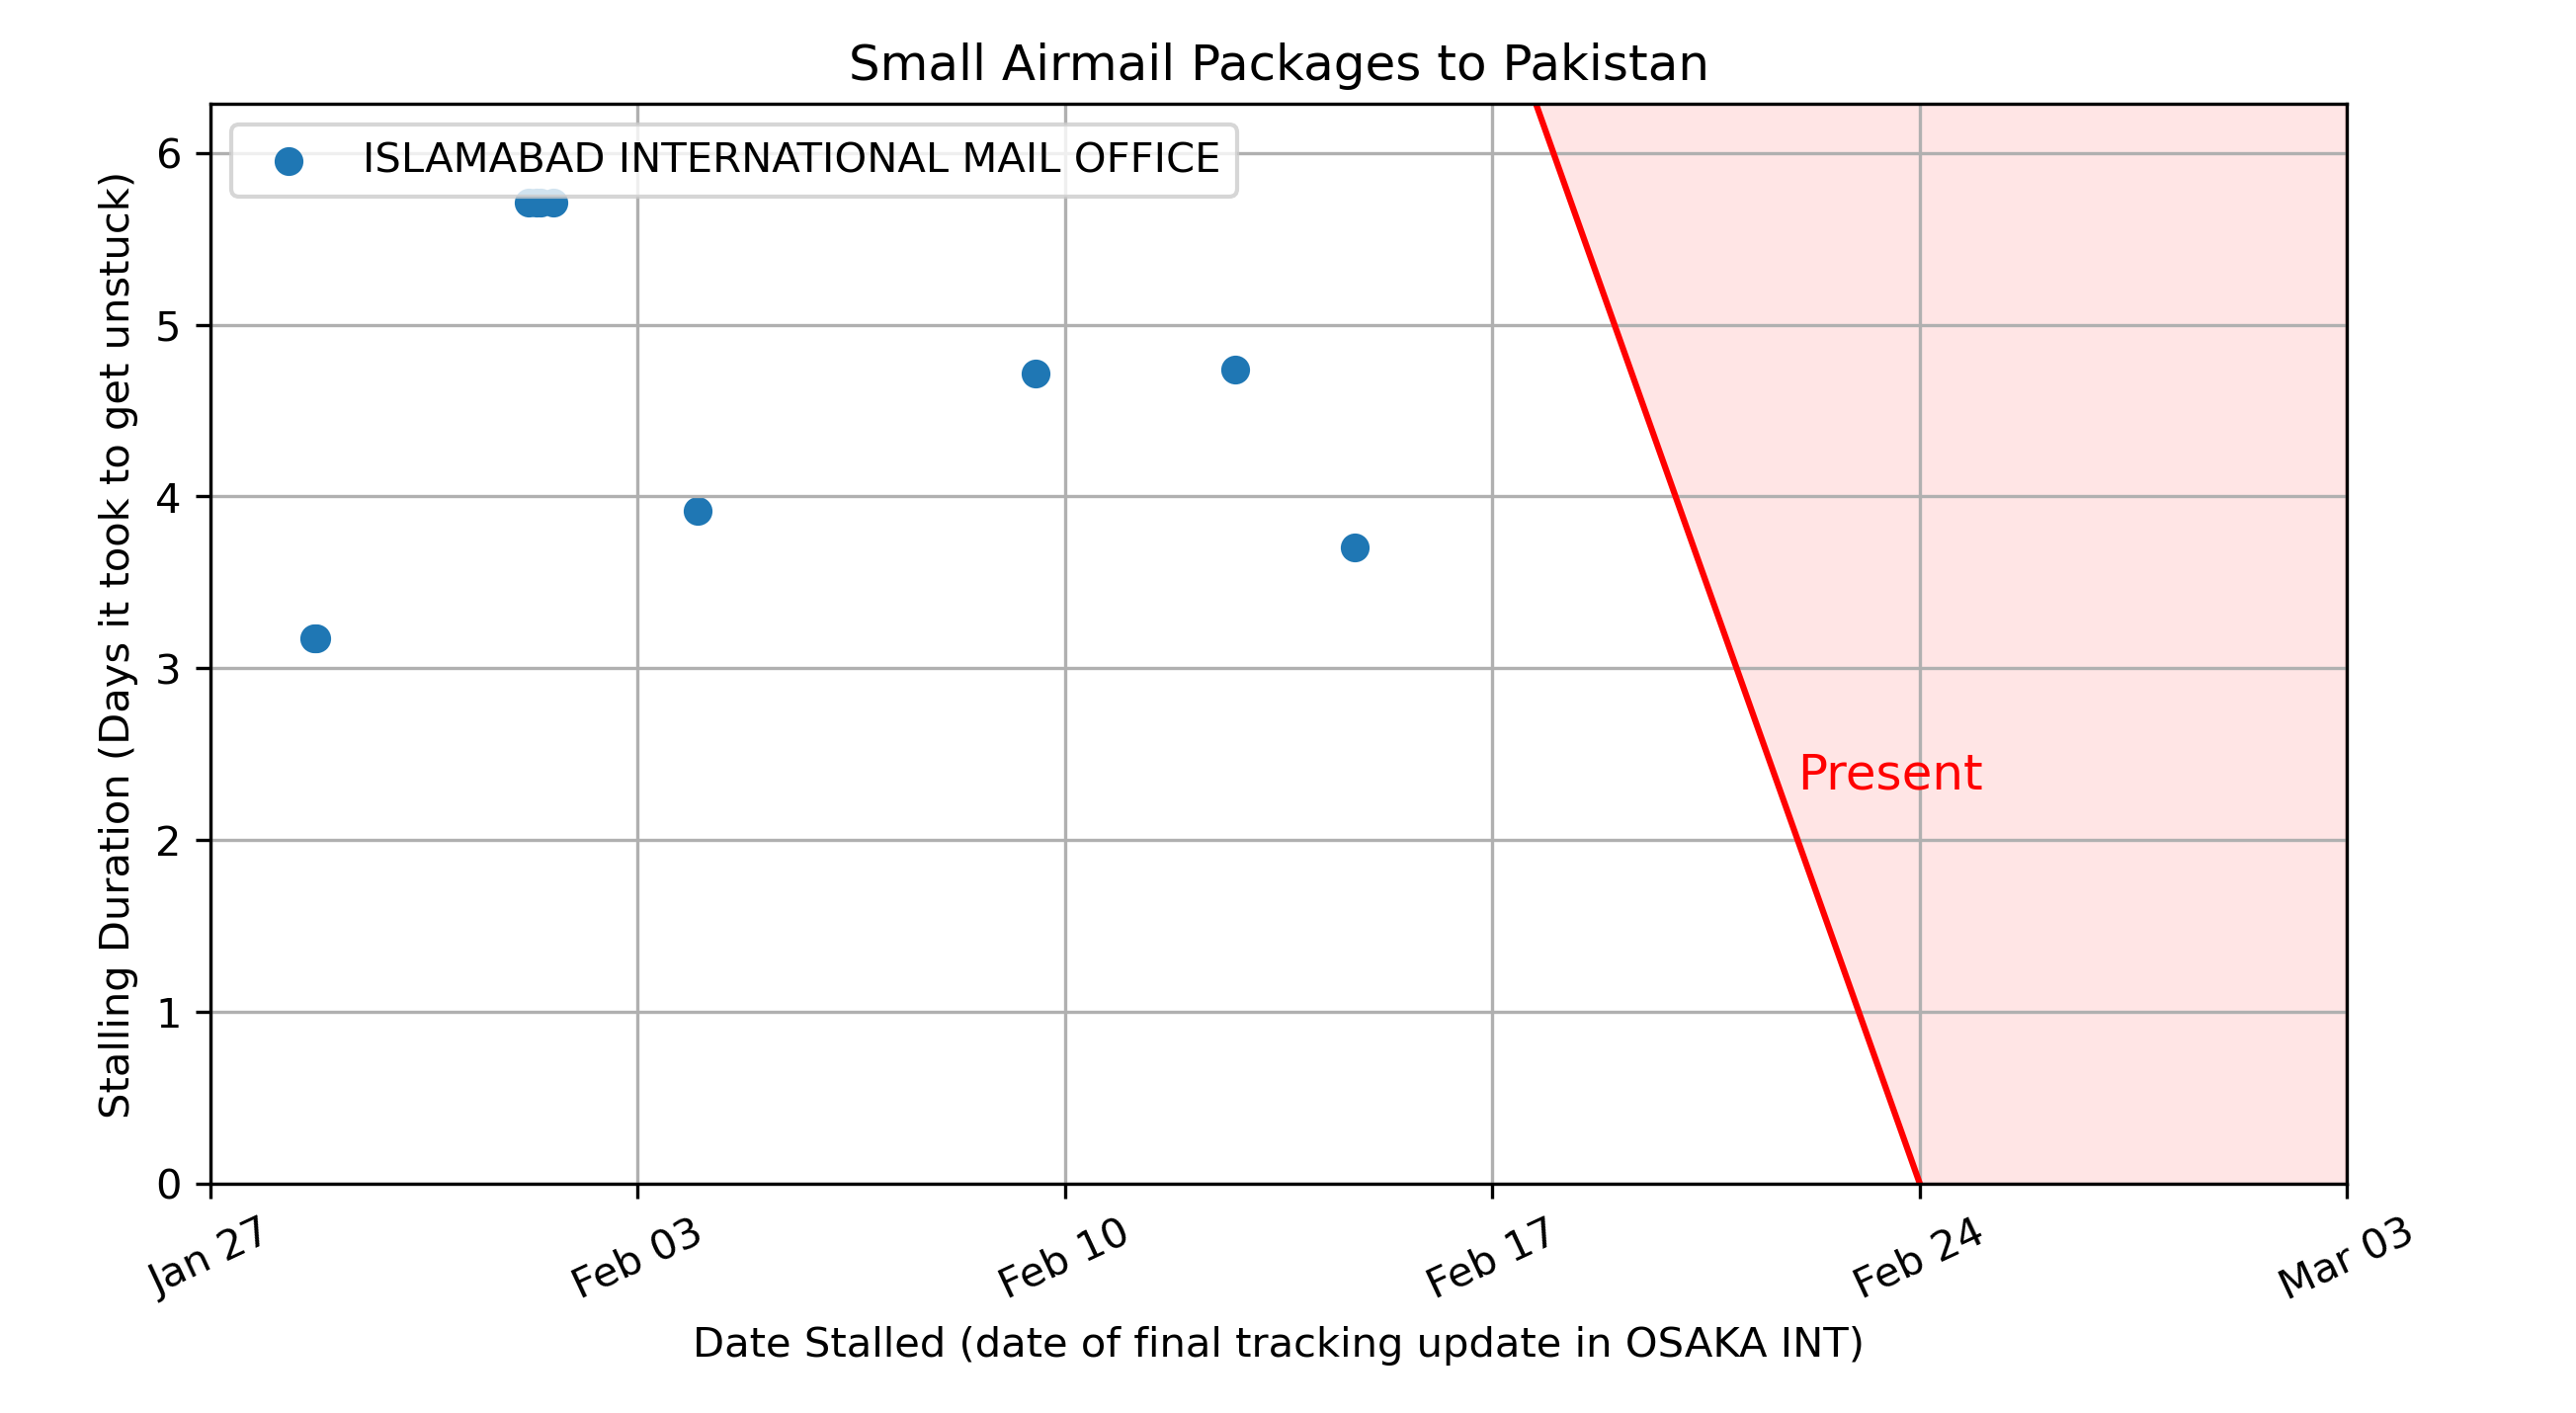 Small Airmail Packages to Pakistan
ISLAMABAD INTERNATIONAL MAIL OFFICE
Stalling Duration (Days it took to get unstuck)
6
5
4
3
2
1
0
Present
Jan 27
Feb 03
Feb 10
Feb 17
Feb 24
Mar 03
Date Stalled (date of final tracking update in OSAKA INT)